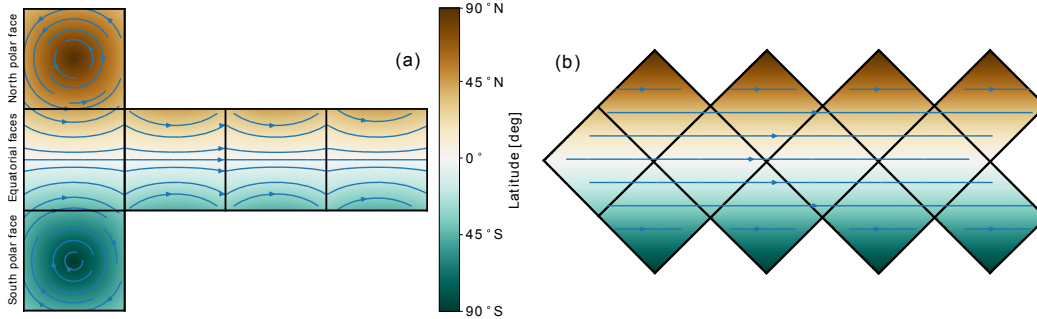 North polar face
Equatorial faces
South polar face
(a)
90°N
45°N
0°
45°S
90°S
Latitude [deg]
(b)